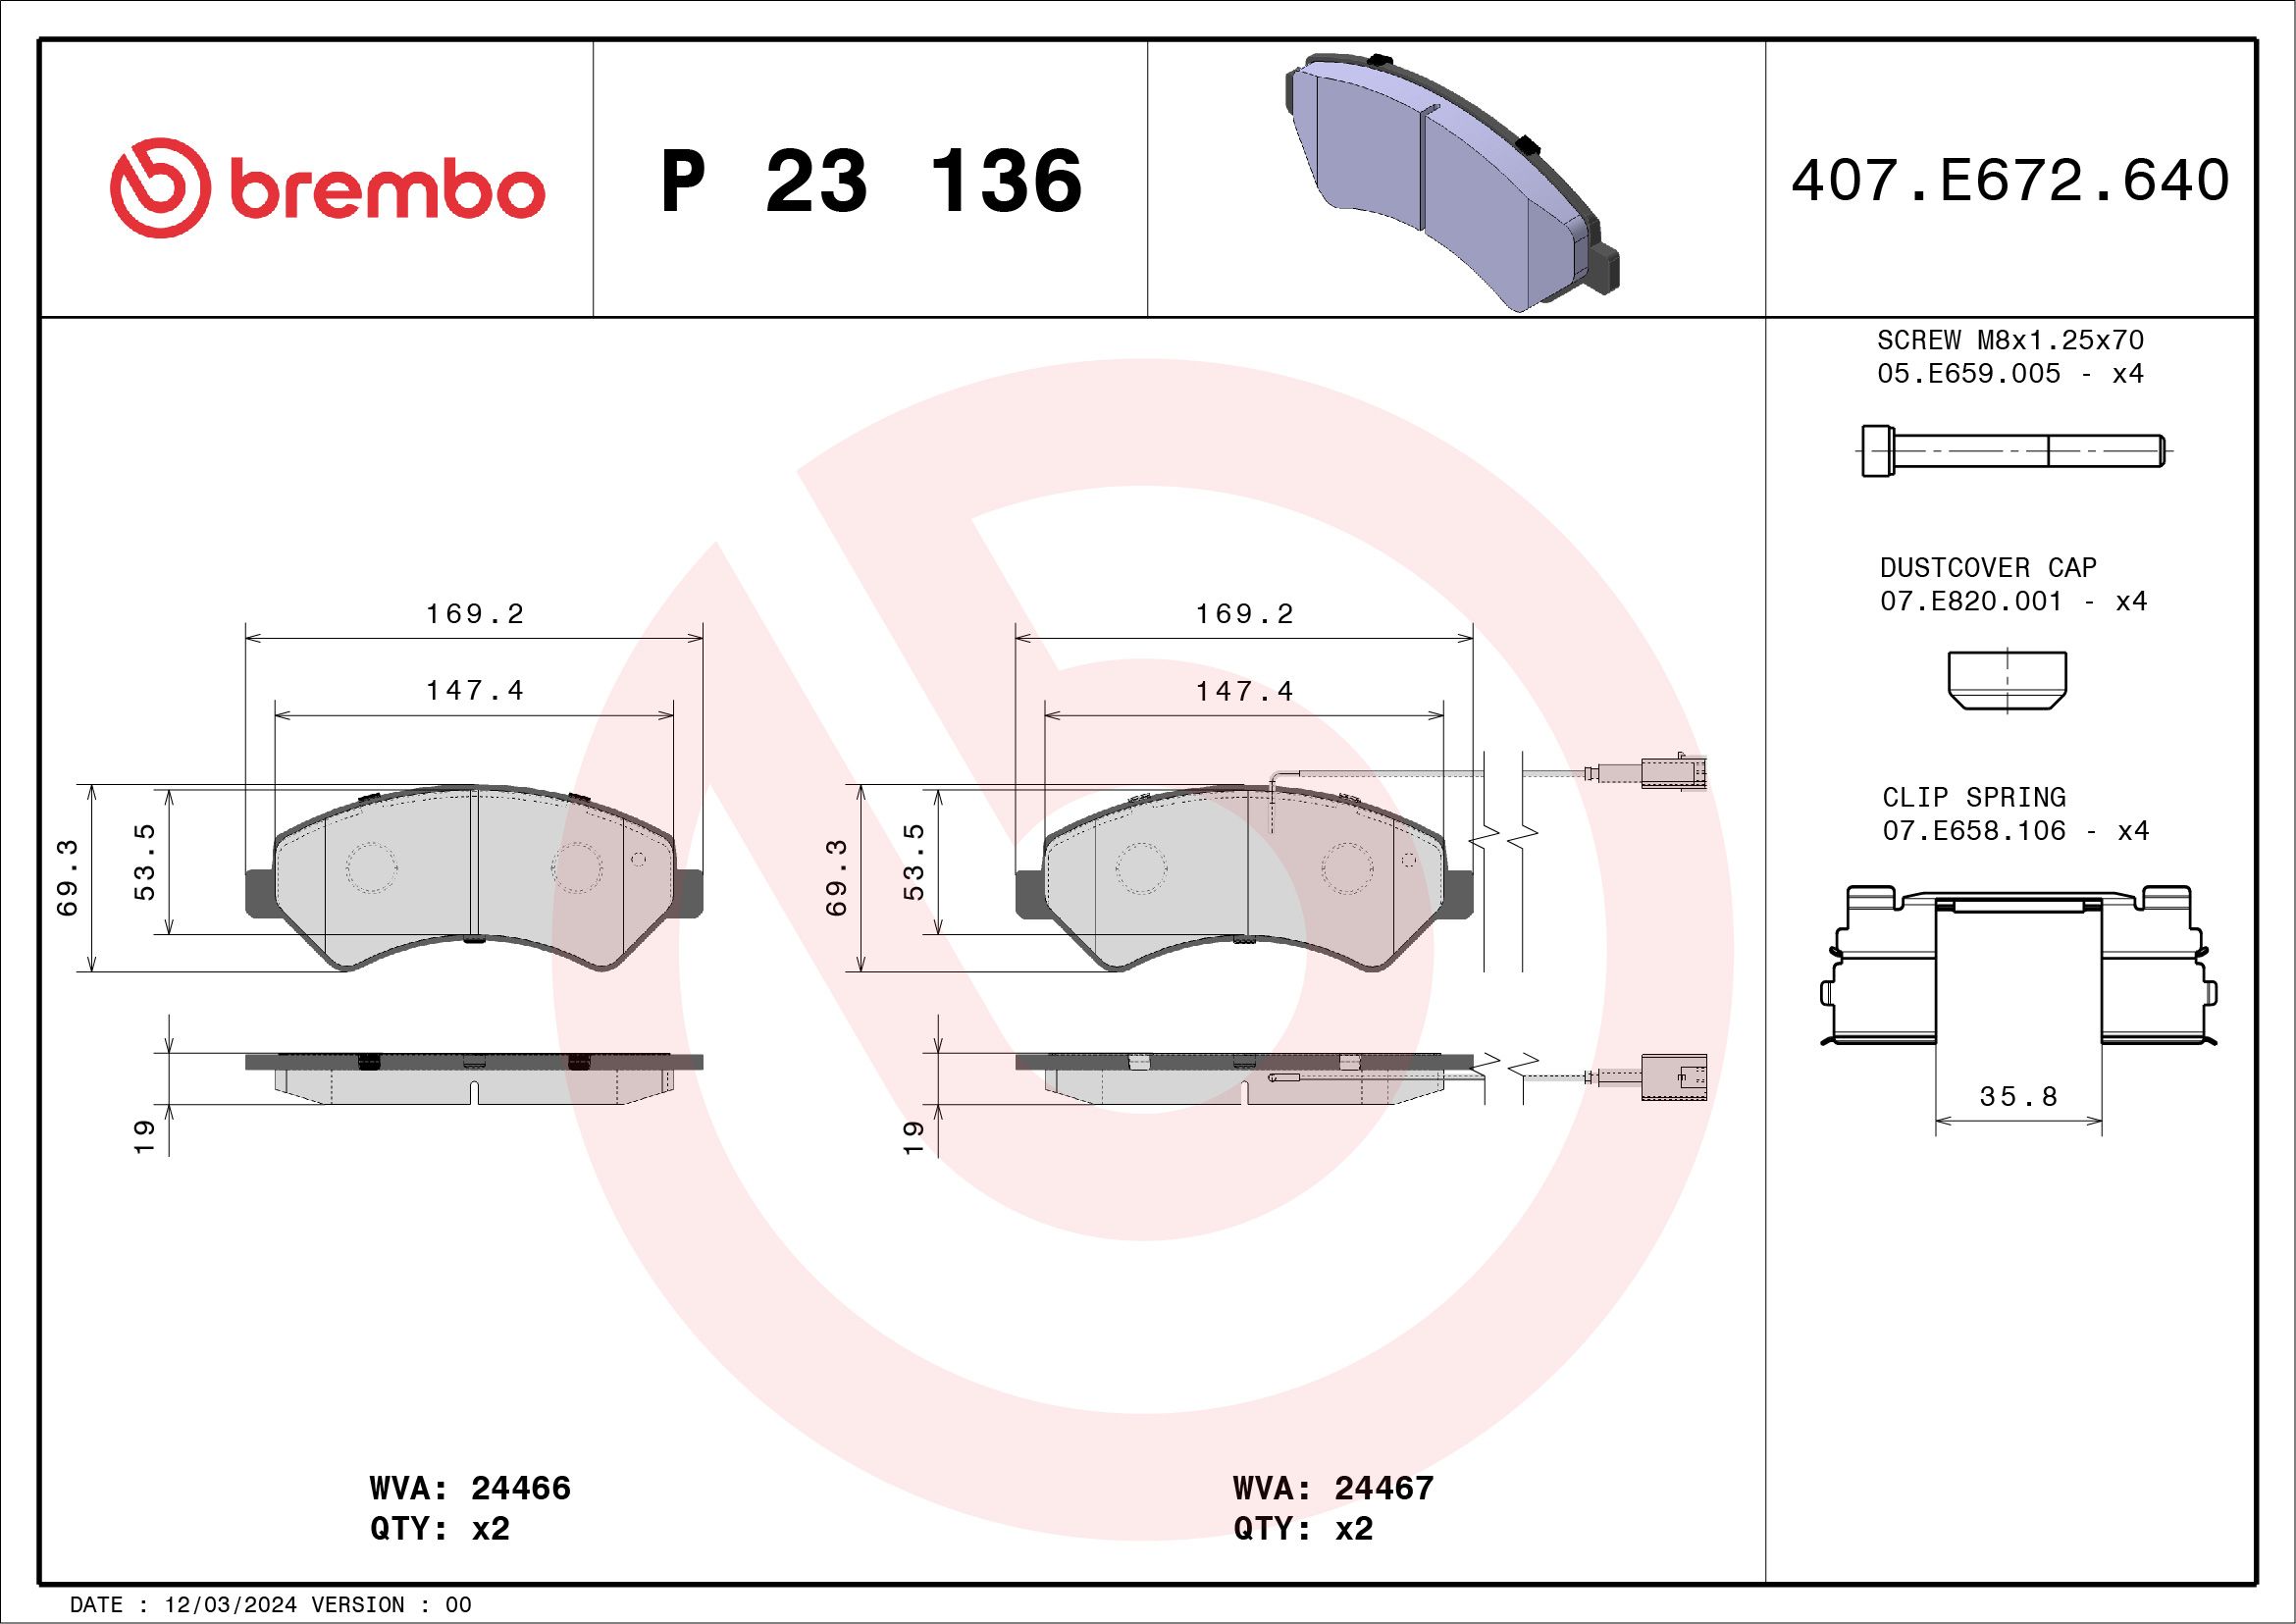 brembo
P 23 136
407.E672.640
SCREW M8x1.25x70
05.E659.005 - x4
DUSTCOVER CAP
07.E820.001 - x4
CLIP SPRING
07.E658.106 - x4
35.8
169.2
147.4
69.3
53.5
19
169.2
147.4
69.3
53.5
19
WVA: 24466
QTY: x2
WVA: 24467
QTY: x2
DATE : 12/03/2024 VERSION : 00